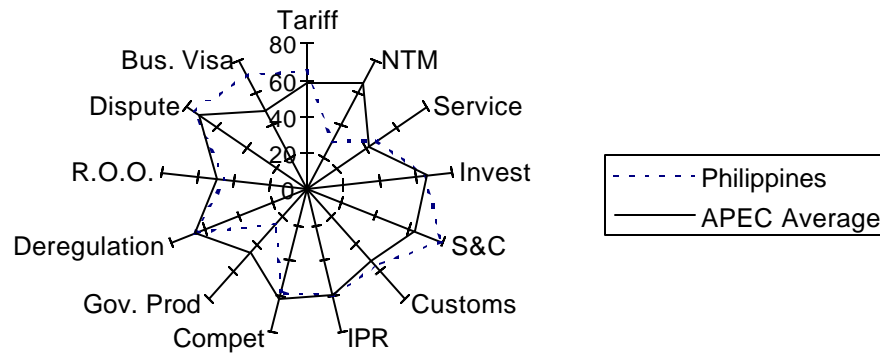 Tariff
80
Bus. Visa
NTM
60
Dispute
Service
40
20
R.O.O.
Invest
0
Philippines
APEC Average
Deregulation
S&C
Gov. Prod
Customs
Compet
IPR